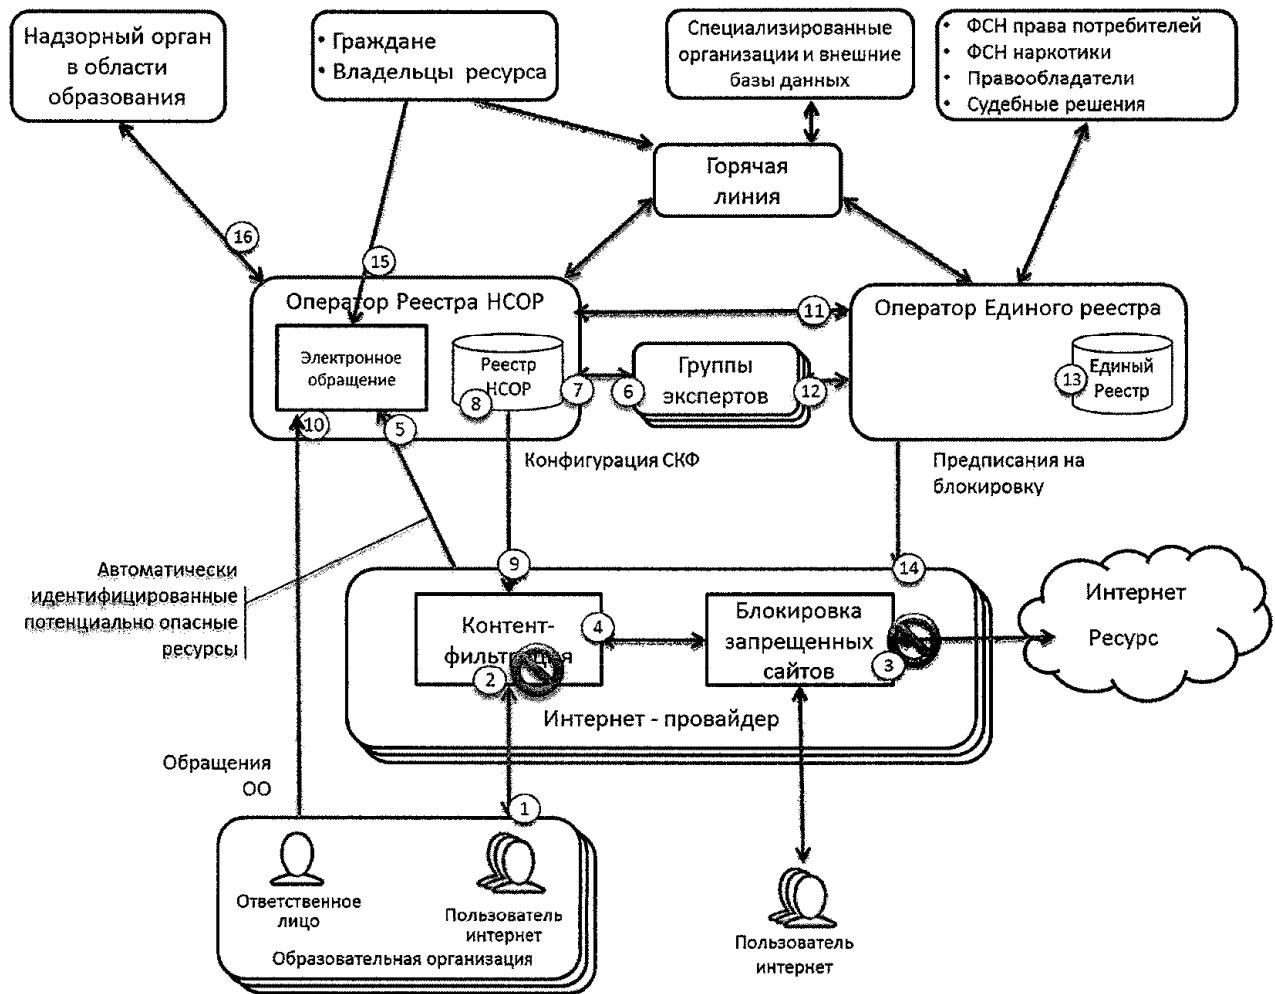 Надзорный орган
в области
образования
• Граждане
• Владельцы ресурса
Специализированные
организации и внешние
базы данных
• ФСН права потребителей
• ФСН наркотики
• Правообладатели
• Судебные решения
Горячая
линия
16
15
Оператор Реестра НСОР
Электронное
обращение
Реестр
НСОР
8
7
6
Группы
экспертов
11
12
Оператор Единого реестра
13
Единый
Реестр
10
5
Конфигурация СКФ
Предписания на
блокировку
Автоматически
идентифицированные
потенциально опасные
ресурсы
9
14
Контент-
фильтрация
2
4
Блокировка
запрещенных
сайтов
3
Интернет
Ресурс
Интернет - провайдер
Обращения
ОО
1
Ответственное
лицо
Пользователь
интернет
Образовательная организация
Пользователь
интернет